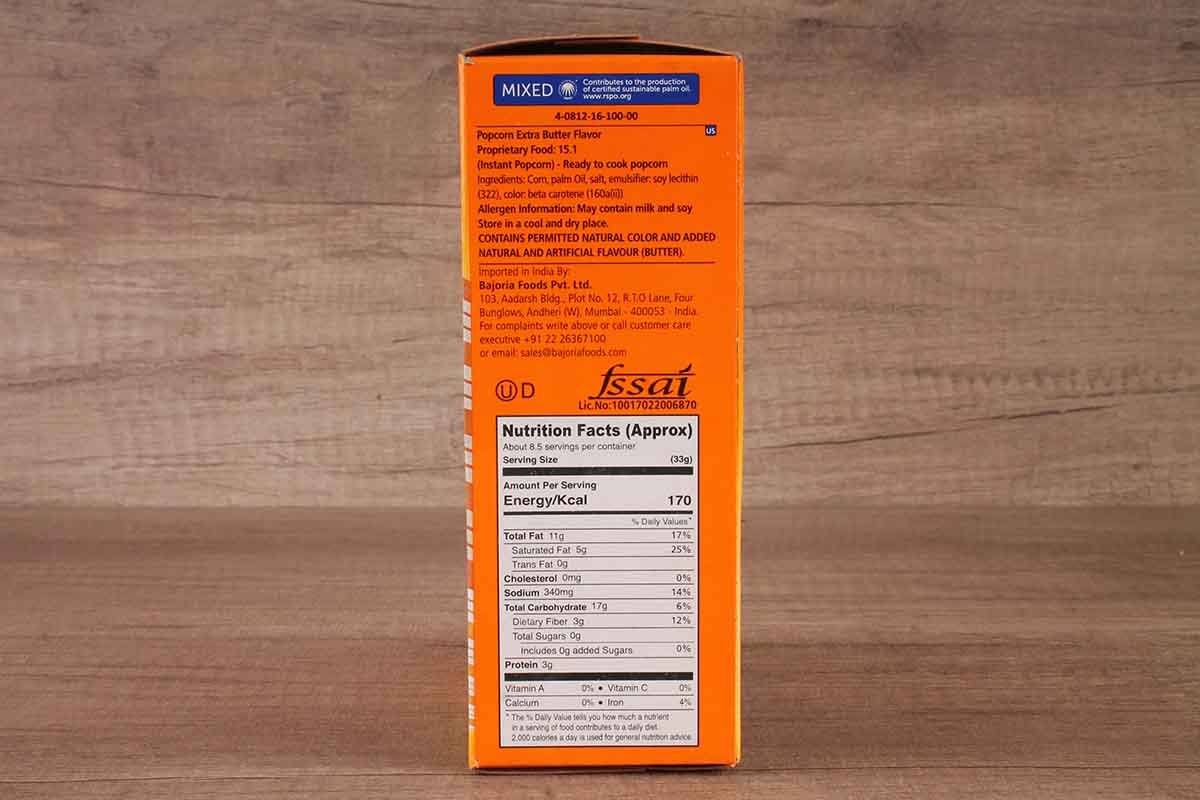 MIXED
Contributes to the production
of certified sustainable palm oil.
www.rspo.org
4-0812-16-100-00
US
Popcorn Extra Butter Flavor
Proprietary Food: 15.1
(Instant Popcorn) - Ready to cook popcorn
Ingredients: Corn, palm Oil, salt, emulsifier: soy lecithin
(322), color: beta carotene (160a(ii))
Allergen Information: May contain milk and soy
Store in a cool and dry place.
CONTAINS PERMITTED NATURAL COLOR AND ADDED
NATURAL AND ARTIFICIAL FLAVOUR (BUTTER).
Imported in India By:
Bajoria Foods Pvt. Ltd.
103, Aadarsh Bldg., Plot No. 12, R.T.O Lane, Four
Bunglows, Andheri (W), Mumbai - 400053 - India.
For complaints write above or call customer care
executive +91 22 26367100
or email: sales@bajoriafoods.com
U D
fssai
Lic.No:10017022006870
Nutrition Facts (Approx)
About 8.5 servings per container
Serving Size (33g)
Amount Per Serving
Energy/Kcal 170
% Daily Values*
Total Fat 11g 17%
Saturated Fat 5g 25%
Trans Fat 0g
Cholesterol 0mg 0%
Sodium 340mg 14%
Total Carbohydrate 17g 6%
Dietary Fiber 3g 12%
Total Sugars 0g
Includes 0g added Sugars 0%
Protein 3g
Vitamin A 0% • Vitamin C 0%
Calcium 0% • Iron 4%
* The % Daily Value tells you how much a nutrient
in a serving of food contributes to a daily diet.
2,000 calories a day is used for general nutrition advice.